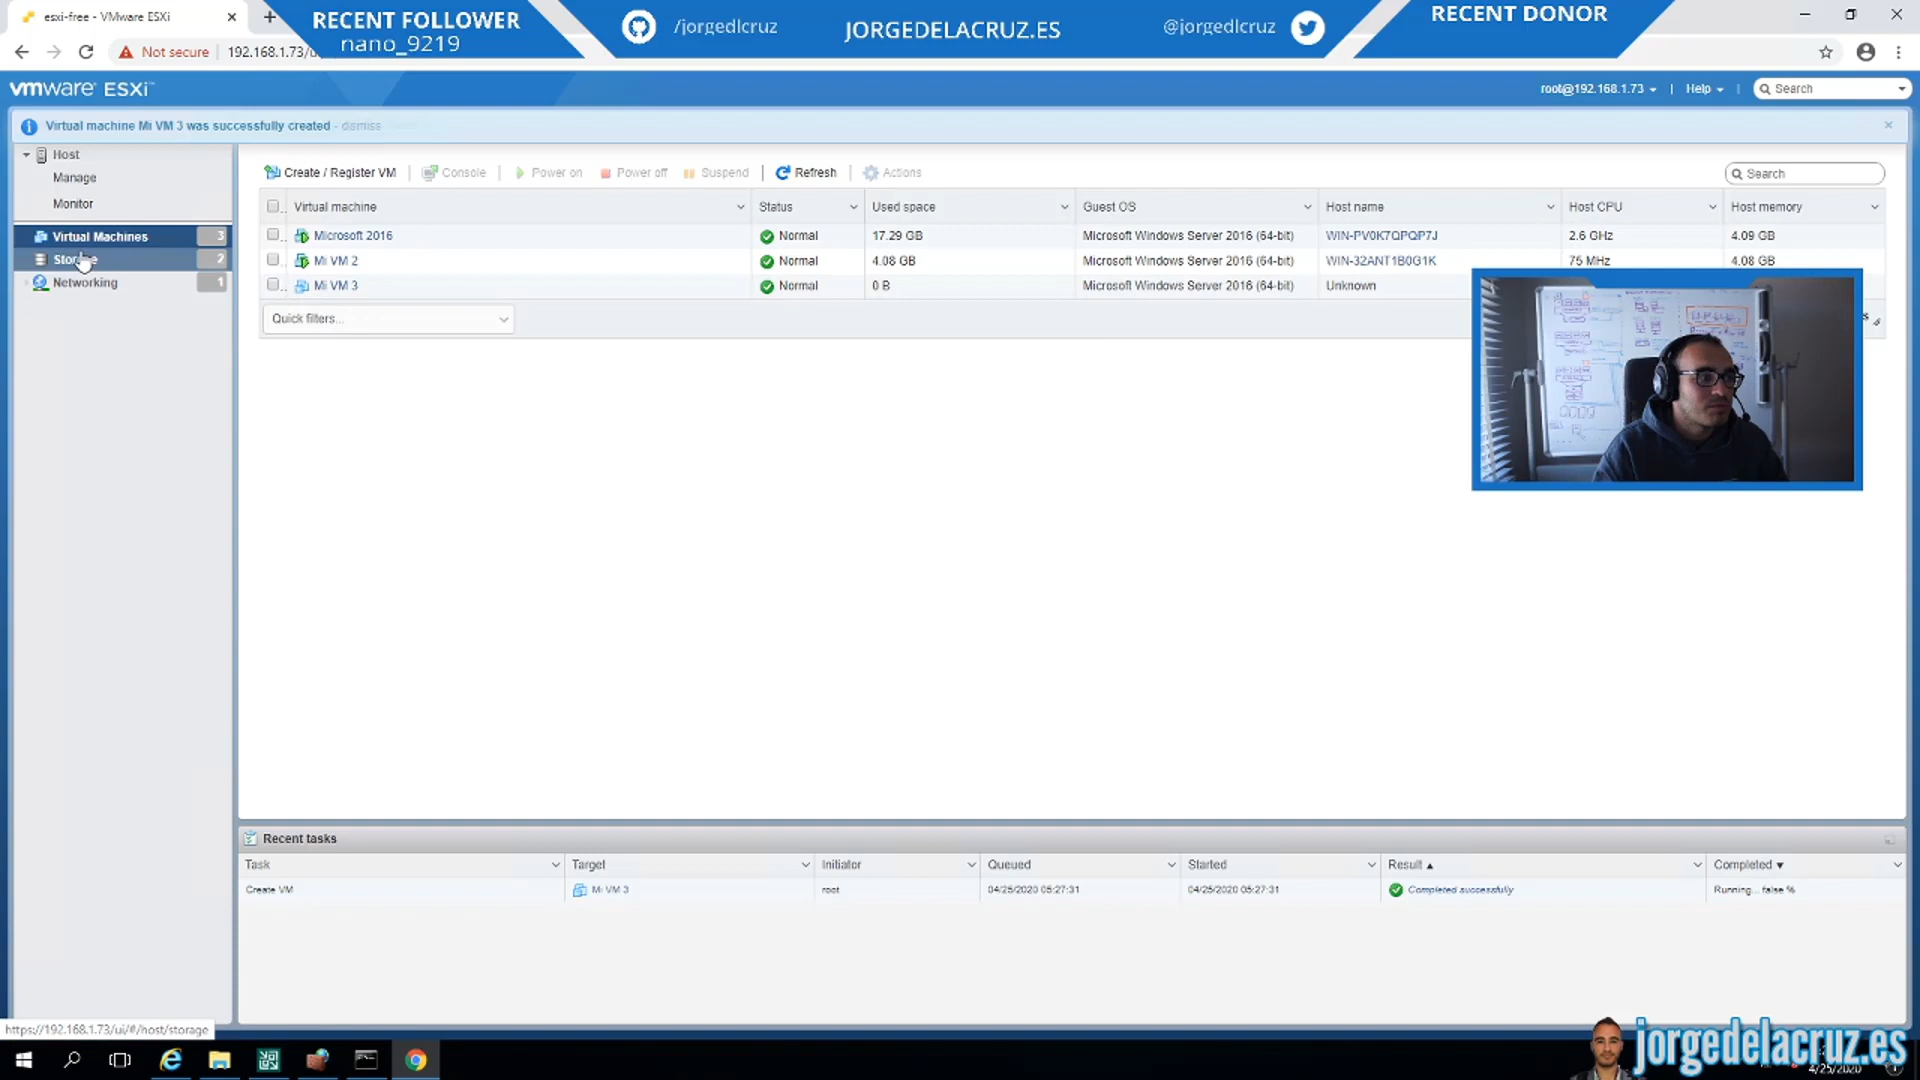 esxi-free - VMware ESXi
RECENT FOLLOWER
nano_9219
/jorgedlcruz
JORGEDELACRUZ.ES
@jorgedlcruz
RECENT DONOR
Not secure
192.168.1.73/u
vmware ESXi
root@192.168.1.73
Help
Search
Virtual machine Mi VM 3 was successfully created - dismiss
Host
Manage
Monitor
Virtual Machines 3
Storage 2
Networking 1
Create / Register VM
Console
Power on
Power off
Suspend
Refresh
Actions
Search
Virtual machine Status Used space Guest OS Host name Host CPU Host memory
Microsoft 2016 Normal 17.29 GB Microsoft Windows Server 2016 (64-bit) WIN-PV0K7QPQP7J 2.6 GHz 4.09 GB
Mi VM 2 Normal 4.08 GB Microsoft Windows Server 2016 (64-bit) WIN-32ANT1B0G1K 75 MHz 4.08 GB
Mi VM 3 Normal 0 B Microsoft Windows Server 2016 (64-bit) Unknown
Quick filters...
Recent tasks
Task Target Initiator Queued Started Result Completed
Create VM Mi VM 3 root 04/25/2020 05:27:31 04/25/2020 05:27:31 Completed successfully Running... false %
https://192.168.1.73/ui/#/host/storage
jorgedelacruz.es
4/25/2020